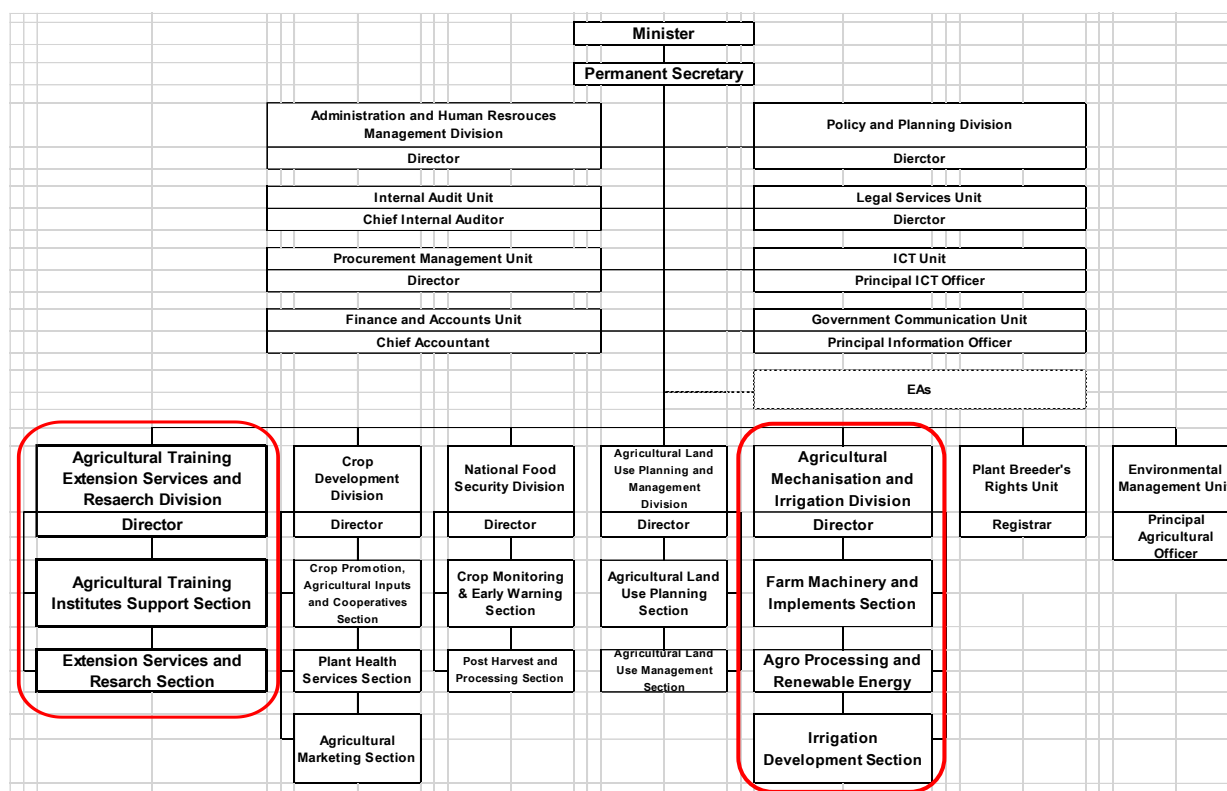 Minister
Permanent Secretary
Administration and Human Resrouces
Management Division
Director
Policy and Planning Division
Dierctor
Internal Audit Unit
Chief Internal Auditor
Legal Services Unit
Dierctor
Procurement Management Unit
Director
ICT Unit
Principal ICT Officer
Finance and Accounts Unit
Chief Accountant
Government Communication Unit
Principal Information Officer
EAs
Agricultural Training
Extension Services and
Resaerch Division
Director
Agricultural Training
Institutes Support Section
Extension Services and
Resarch Section
Crop
Development
Division
Director
Crop Promotion,
Agricultural Inputs
and Cooperatives
Section
Plant Health
Services Section
Agricultural
Marketing Section
National Food
Security Division
Director
Crop Monitoring
& Early Warning
Section
Post Harvest and
Processing Section
Agricultural Land
Use Planning and
Management
Division
Director
Agricultural Land
Use Planning
Section
Agricultural Land
Use Management
Section
Agricultural
Mechanisation and
Irrigation Division
Director
Farm Machinery and
Implements Section
Agro Processing and
Renewable Energy
Irrigation
Development Section
Plant Breeder's
Rights Unit
Registrar
Environmental
Management Unit
Principal
Agricultural
Officer